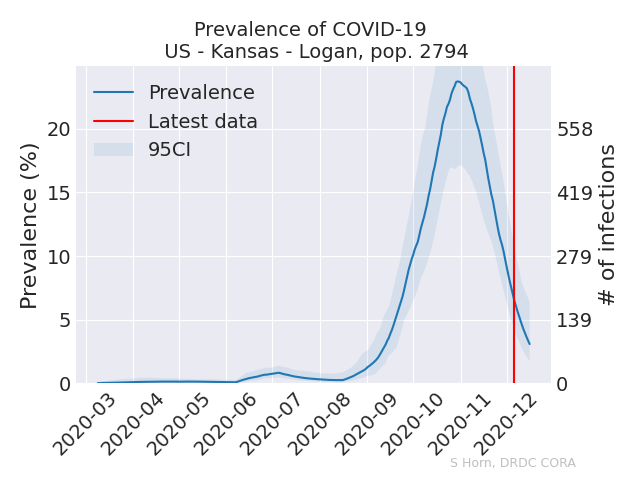 Prevalence of COVID-19
US - Kansas - Logan, pop. 2794
Prevalence
Latest data
95CI
Prevalence (%)
20
15
10
5
0
558
419
279
139
0
# of infections
2020-03
2020-04
2020-05
2020-06
2020-07
2020-08
2020-09
2020-10
2020-11
2020-12
S Horn, DRDC CORA